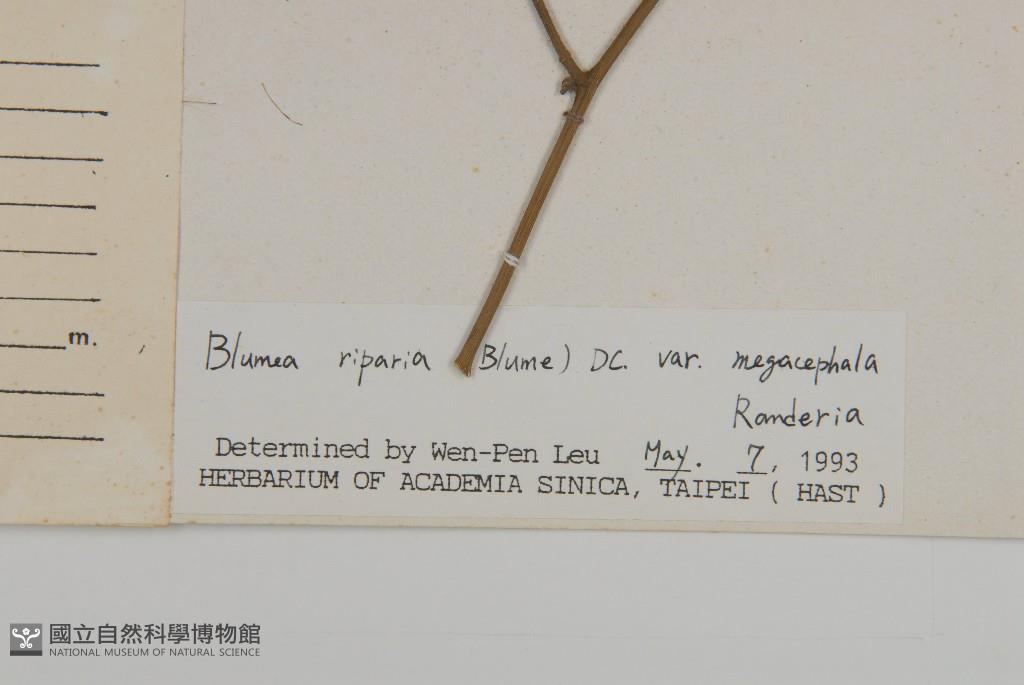 m.
Blumea riparia Blume) DC. var. megacephala
Randeria
Determined by Wen-Pen Leu May. 7, 1993
HERBARIUM OF ACADEMIA SINICA, TAIPEI ( HAST )
國立自然科學博物館
NATIONAL MUSEUM OF NATURAL SCIENCE